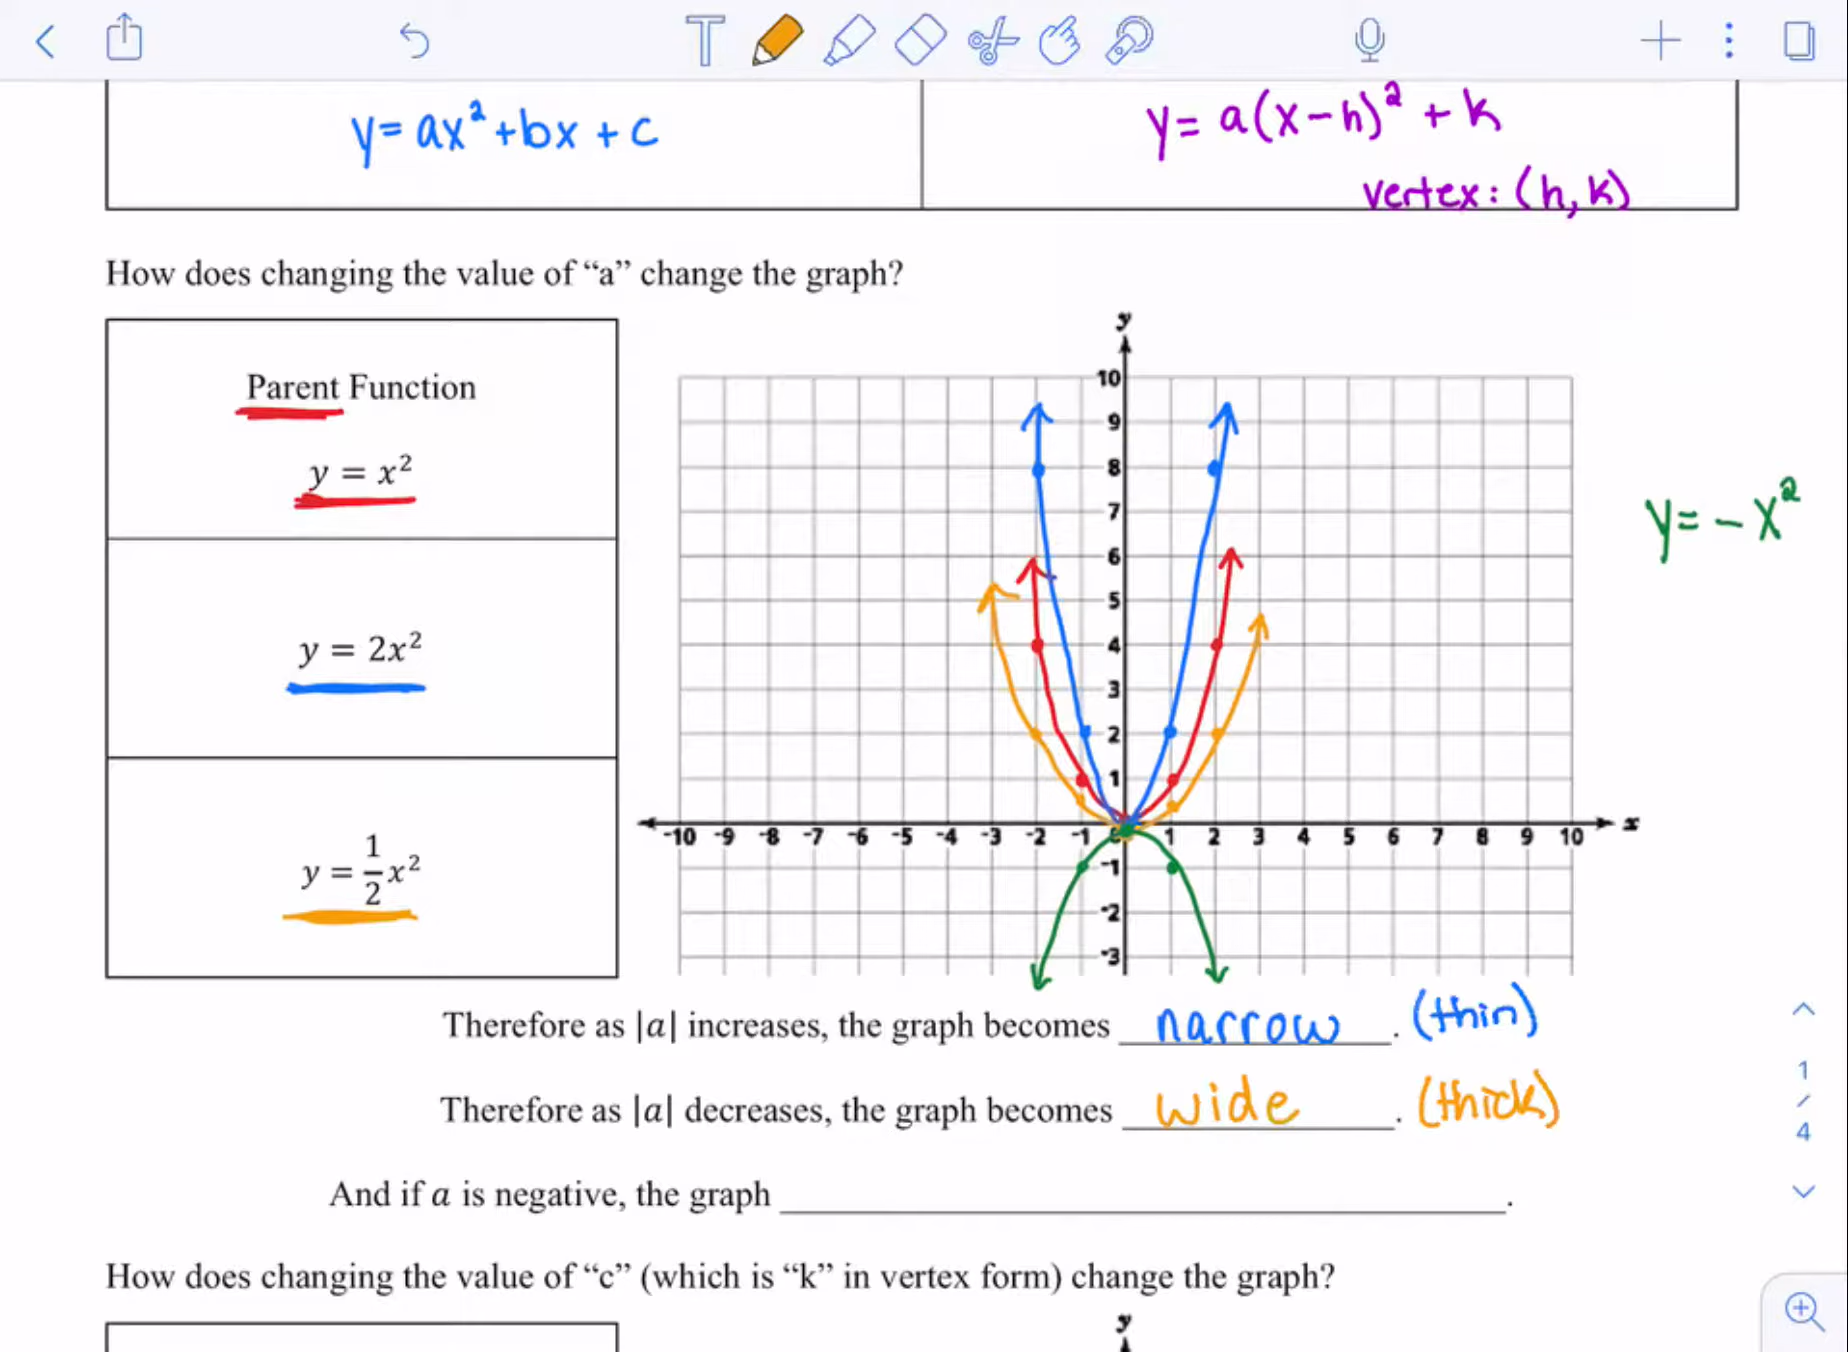 T
y = ax² + bx + c
y = a(x-h)² + k
vertex: (h, k)
How does changing the value of “a” change the graph?
Parent Function
y = x²
y = 2x²
y = 1/2 x²
y
10
9
8
7
6
5
4
3
2
1
-10 -9 -8 -7 -6 -5 -4 -3 -2 -1 1 2 3 4 5 6 7 8 9 10 x
-1
-2
-3
y = -x²
Therefore as |a| increases, the graph becomes narrow. (thin)
Therefore as |a| decreases, the graph becomes wide. (thick)
And if a is negative, the graph ____________.
How does changing the value of “c” (which is “k” in vertex form) change the graph?
y
1
/
4